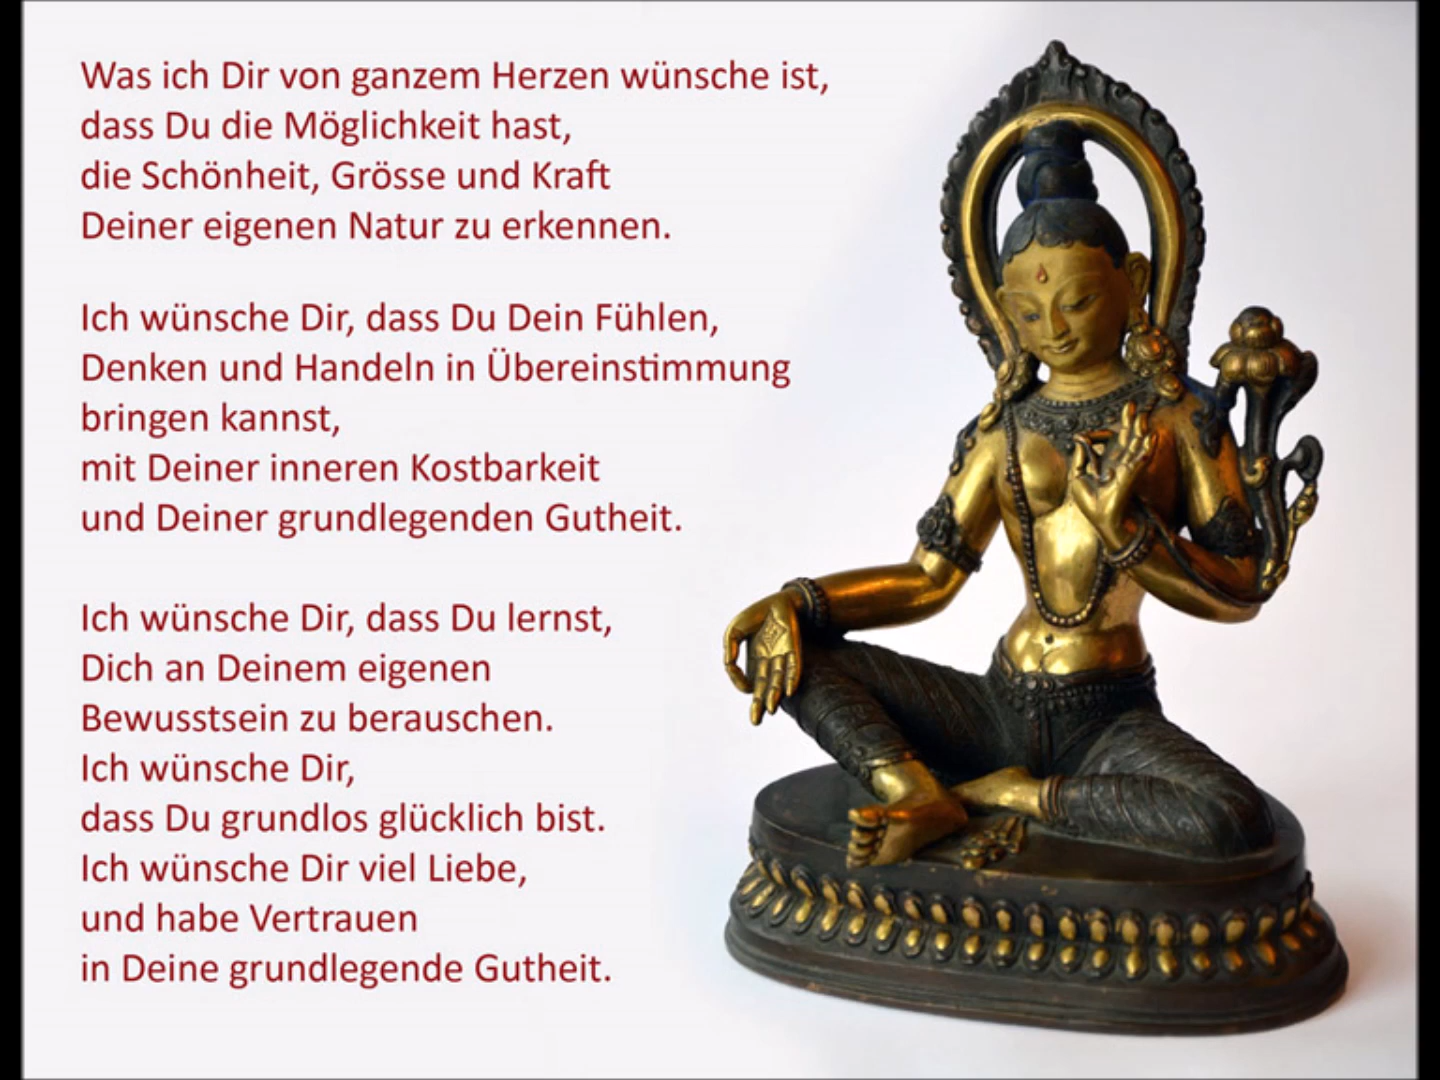 Was ich Dir von ganzem Herzen wünsche ist,
dass Du die Möglichkeit hast,
die Schönheit, Grösse und Kraft
Deiner eigenen Natur zu erkennen.
Ich wünsche Dir, dass Du Dein Fühlen,
Denken und Handeln in Übereinstimmung
bringen kannst,
mit Deiner inneren Kostbarkeit
und Deiner grundlegenden Gutheit.
Ich wünsche Dir, dass Du lernst,
Dich an Deinem eigenen
Bewusstsein zu berauschen.
Ich wünsche Dir,
dass Du grundlos glücklich bist.
Ich wünsche Dir viel Liebe,
und habe Vertrauen
in Deine grundlegende Gutheit.